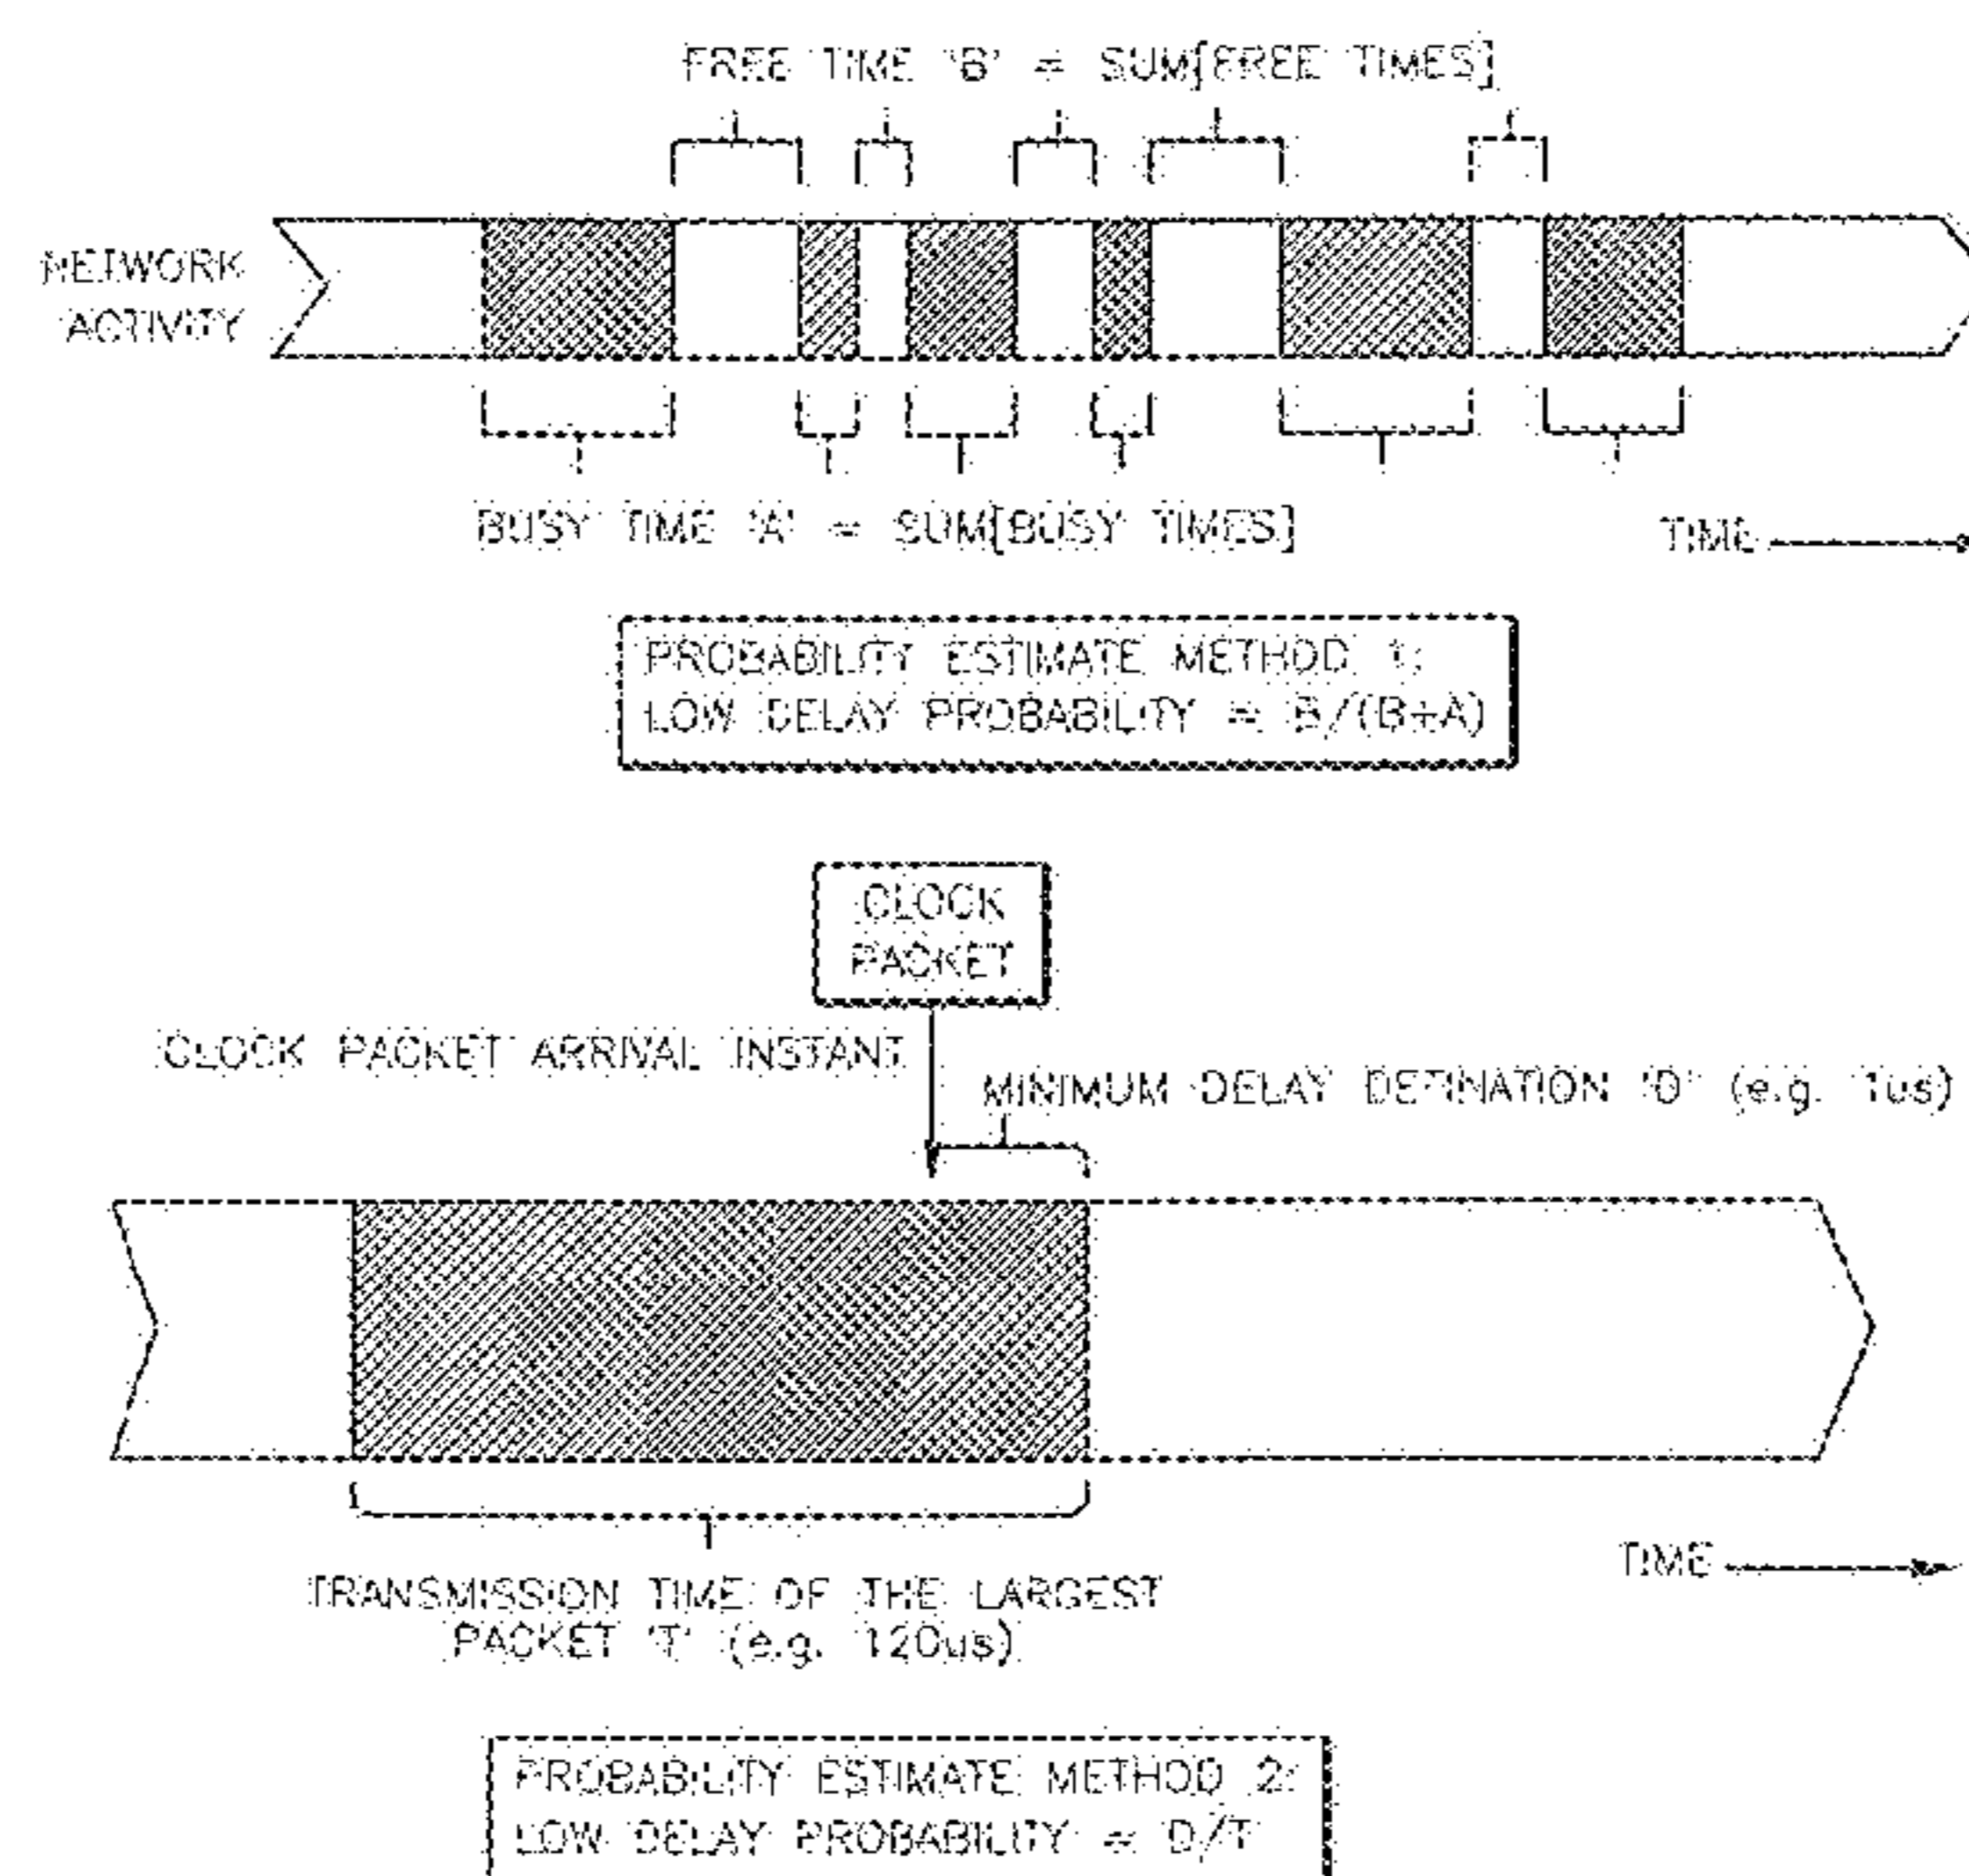 FREE TIME 'B' = SUM[FREE TIMES]
NETWORK
ACTIVITY
BUSY TIME 'A' = SUM[BUSY TIMES]
TIME
PROBABILITY ESTIMATE METHOD 1:
LOW DELAY PROBABILITY = B/(B+A)
CLOCK
PACKET
CLOCK PACKET ARRIVAL INSTANT
MINIMUM DELAY DEFINATION 'D' (e.g. 1us)
TIME
TRANSMISSION TIME OF THE LARGEST
PACKET 'T' (e.g. 120us)
PROBABILITY ESTIMATE METHOD 2:
LOW DELAY PROBABILITY = D/T